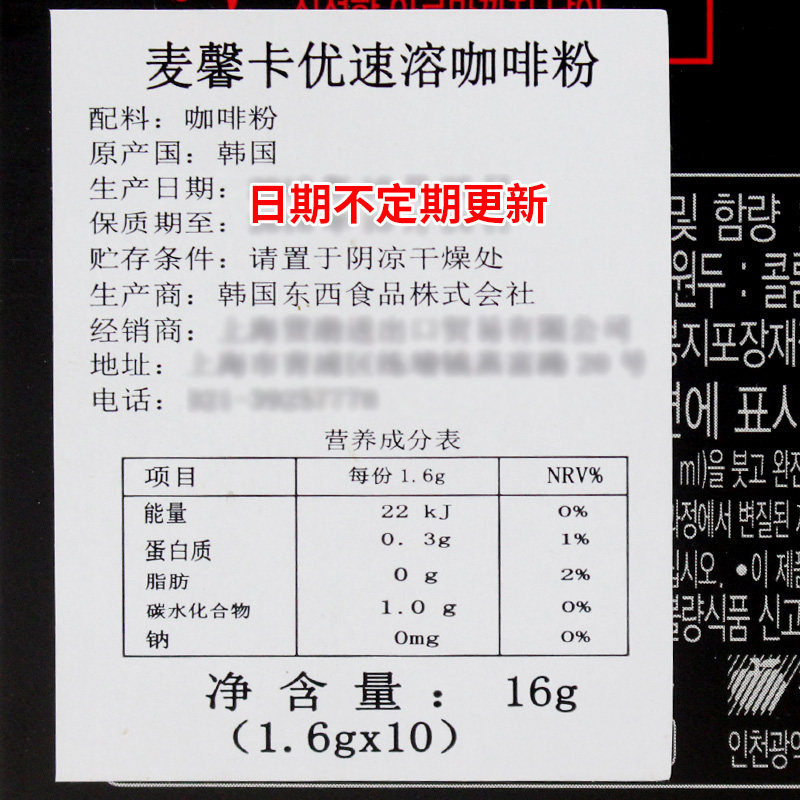 麦馨卡优速溶咖啡粉
配料：咖啡粉
原产国：韩国
生产日期：
日期不定期更新
保质期至：
贮存条件：请置于阴凉干燥处
生产商：韩国东西食品株式会社
经销商：
地址：
电话：
营养成分表
项目 每份1.6g NRV%
能量 22 kJ 0%
蛋白质 0. 3g 1%
脂肪 0 g 2%
碳水化合物 1.0 g 0%
钠 0mg 0%
净含量： 16g
（1.6gx10）
및 함량
원두 : 콜롬
봉지포장재
면에 표시
ml)을 붓고 완전
과정에서 변질된
십시오. •이 제품
불량식품 신고
인천광역